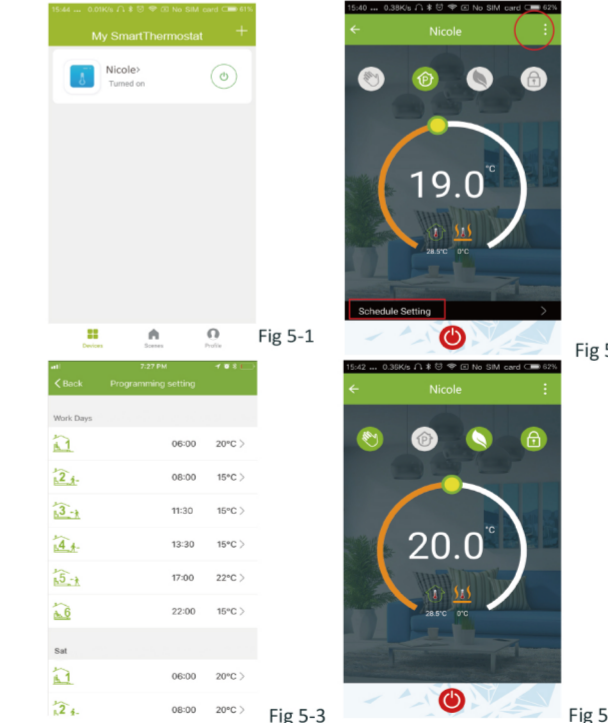 15:44 ... 0.05K/s No SIM card 61%
My SmartThermostat +
Nicole>
Turned on
Devices Scenes Profile
Fig 5-1
15:40 ... 0.38K/s No SIM card 62%
Nicole
P
19.0 °C
28.5°C 0°C
Schedule Setting >
Fig 5
7:27 PM
< Back Programming setting
Work Days
1 06:00 20°C >
2 08:00 15°C >
3 11:30 15°C >
4 13:30 15°C >
5 17:00 22°C >
6 22:00 15°C >
Sat
1 06:00 20°C >
2 08:00 20°C >
Fig 5-3
15:42 ... 0.36K/s No SIM card 62%
Nicole
P
20.0 °C
28.5°C 0°C
Fig 5